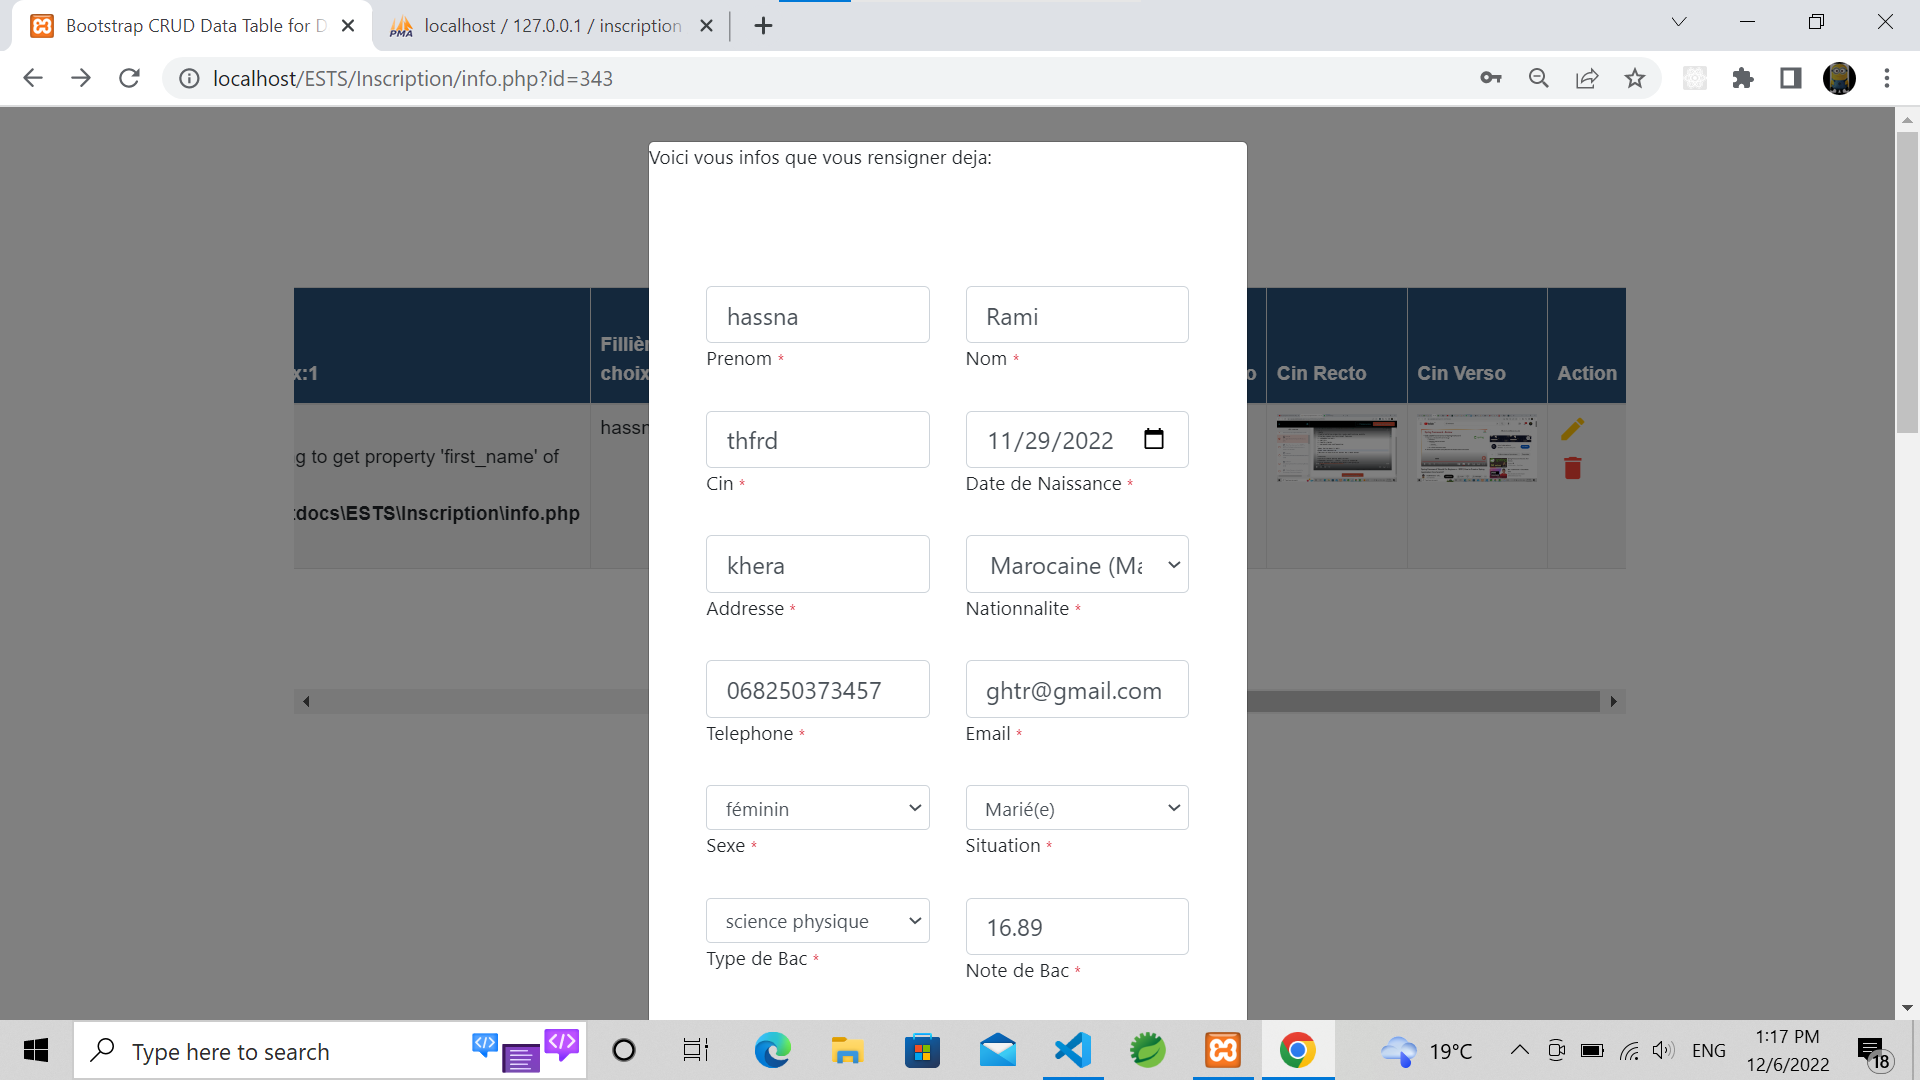 Bootstrap CRUD Data Table for D
localhost / 127.0.0.1 / inscription
localhost/ESTS/Inscription/info.php?id=343
Voici vous infos que vous rensigner deja:
hassna
Rami
Prenom *
Nom *
x:1
choix
o
Cin Recto
Cin Verso
Action
thfrd
11/29/2022
Cin *
Date de Naissance *
g to get property 'first_name' of
docs\ESTS\Inscription\info.php
khera
Marocaine (Ma
Addresse *
Nationnalite *
068250373457
ghtr@gmail.com
Telephone *
Email *
féminin
Marié(e)
Sexe *
Situation *
science physique
16.89
Type de Bac *
Note de Bac *
Type here to search
19°C
ENG
1:17 PM
12/6/2022
18